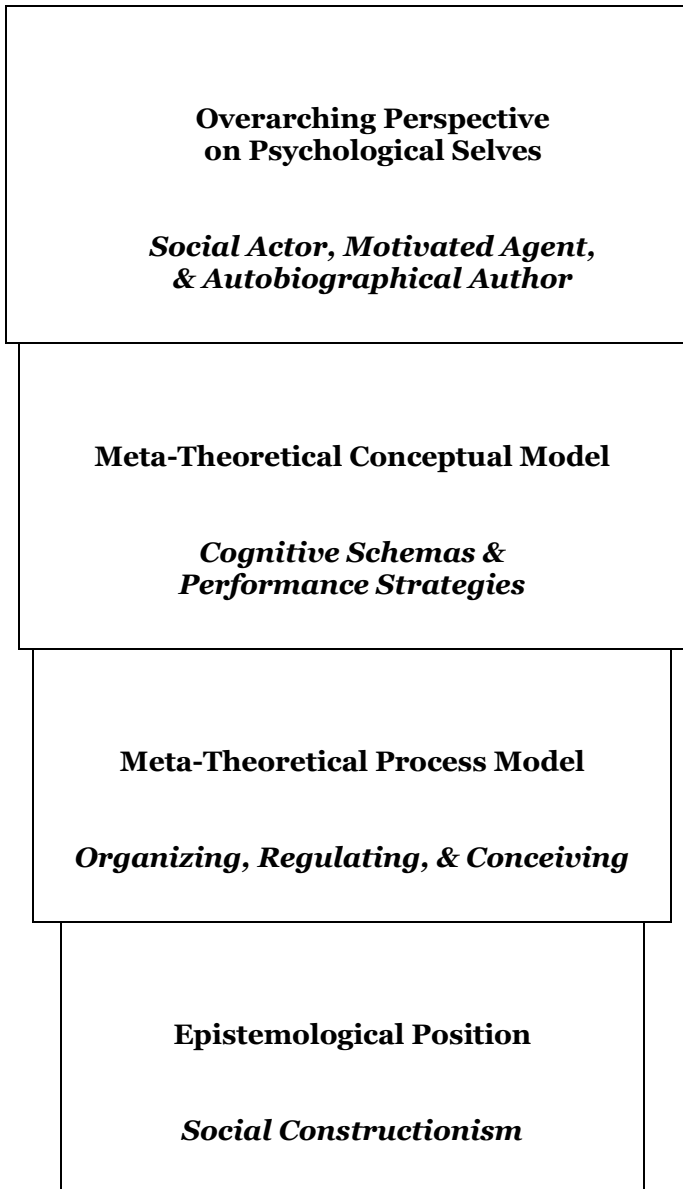 Overarching Perspective
on Psychological Selves
Social Actor, Motivated Agent,
& Autobiographical Author
Meta-Theoretical Conceptual Model
Cognitive Schemas &
Performance Strategies
Meta-Theoretical Process Model
Organizing, Regulating, & Conceiving
Epistemological Position
Social Constructionism